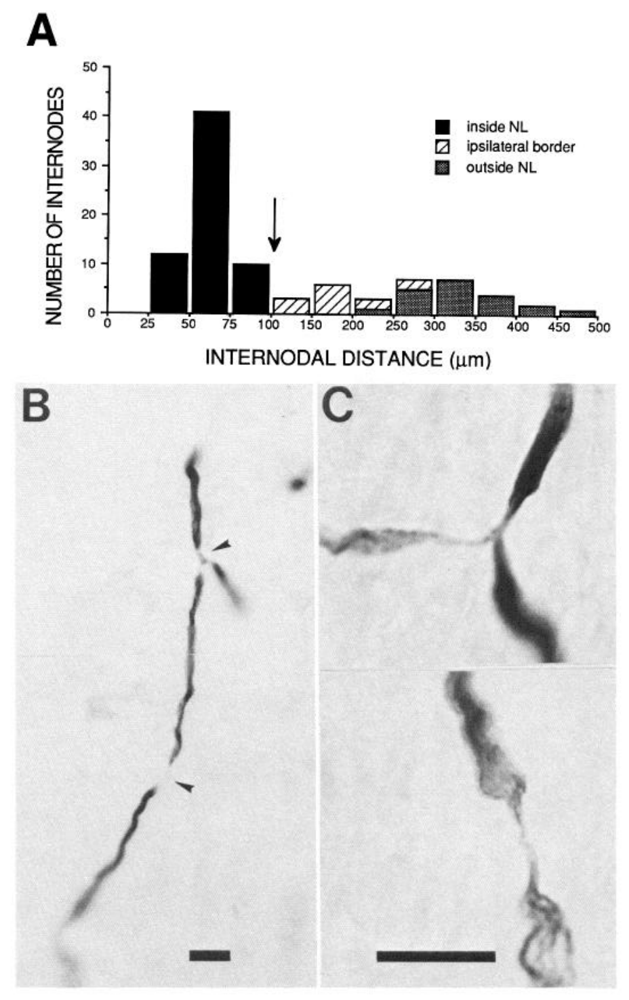 A
50
40
30
20
10
0
NUMBER OF INTERNODES
inside NL
ipsilateral border
outside NL
0 25 50 75 100 150 200 250 300 350 400 450 500
INTERNODAL DISTANCE (µm)
B
C